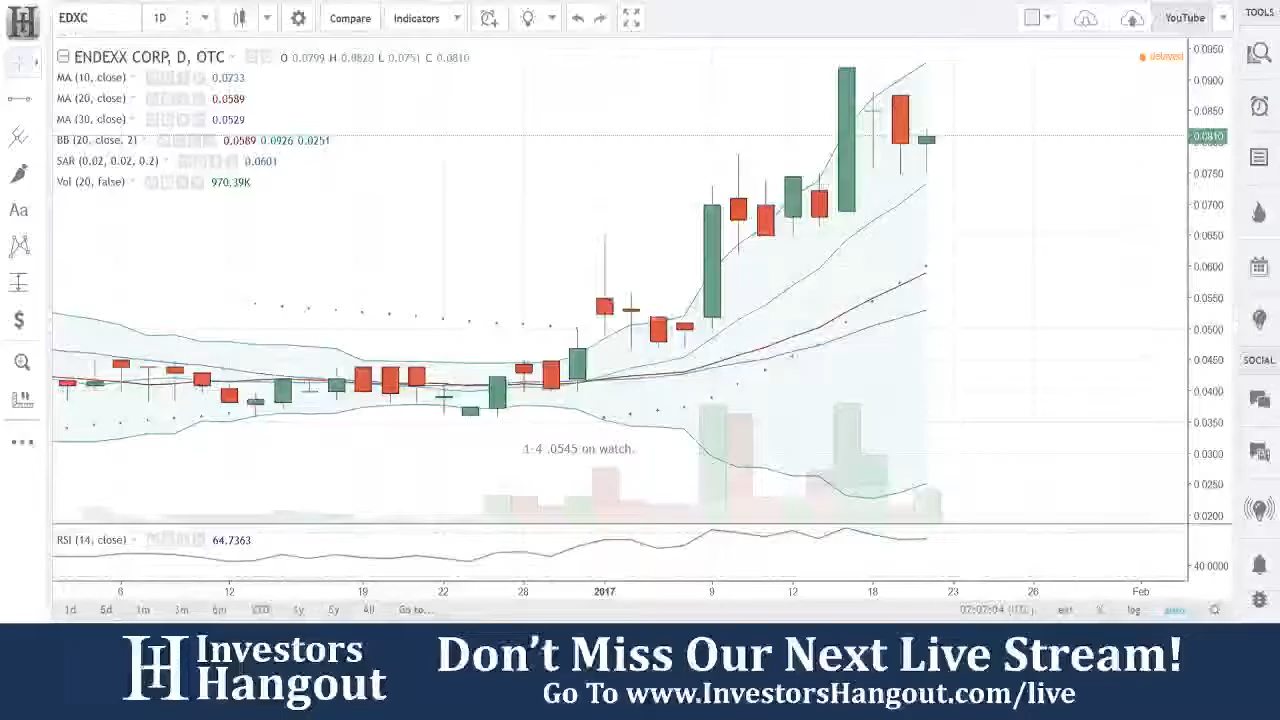 EDXC
1D
Compare
Indicators
YouTube
TOOLS
ENDEXX CORP, D, OTC
O 0.0799 H 0.0820 L 0.0751 C 0.0810
delayed
MA (10, close) 0.0733
MA (20, close) 0.0589
MA (30, close) 0.0529
BB (20, close, 2) 0.0589 0.0926 0.0251
SAR (0.02, 0.02, 0.2) 0.0601
Vol (20, false) 970.39K
0.0950
0.0900
0.0850
0.0810
0.0750
0.0700
0.0650
0.0600
0.0550
0.0500
0.0450
0.0400
0.0350
0.0300
0.0250
0.0200
Aa
$
SOCIAL
1-4 .0545 on watch.
RSI (14, close) 64.7363
40.0000
6 12 19 22 28 2017 9 12 18 23 26 Feb
1d 5d 1m 3m 6m YTD 1y 5y All Go to...
ext % log auto
Investors
Hangout
Don't Miss Our Next Live Stream!
Go To www.InvestorsHangout.com/live